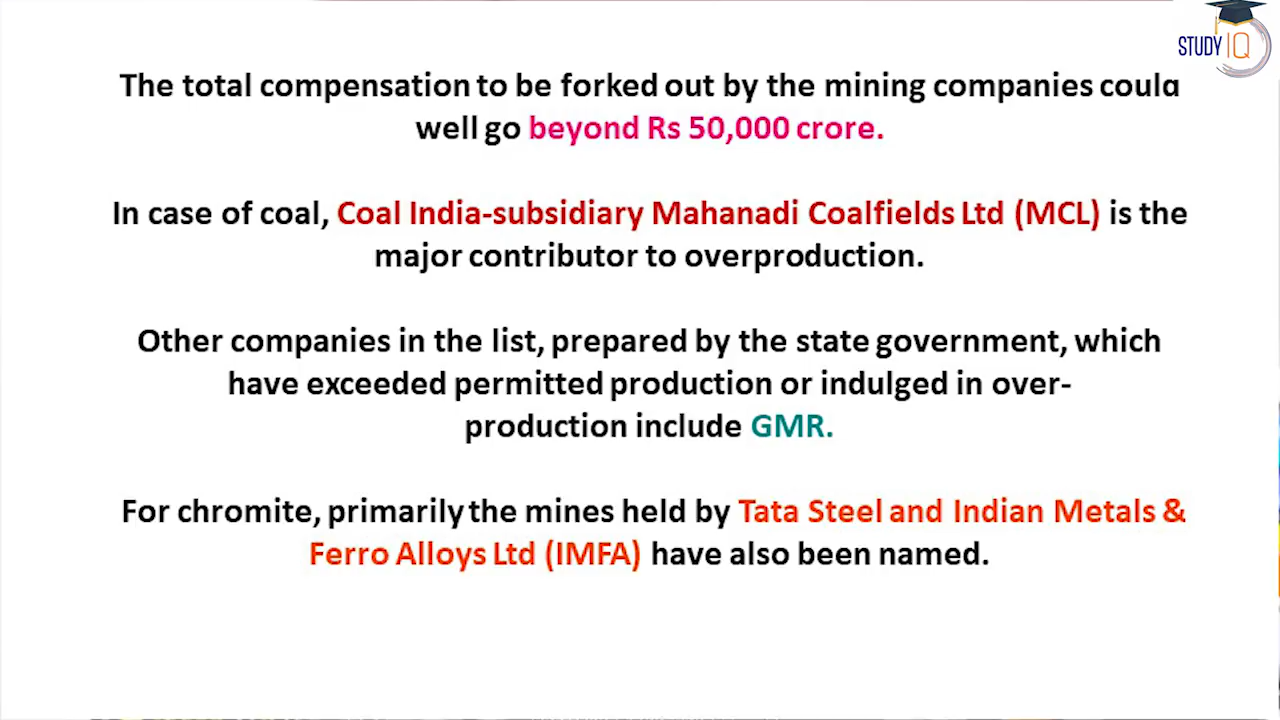 STUDY IQ
The total compensation to be forked out by the mining companies could
well go beyond Rs 50,000 crore.
In case of coal, Coal India-subsidiary Mahanadi Coalfields Ltd (MCL) is the
major contributor to overproduction.
Other companies in the list, prepared by the state government, which
have exceeded permitted production or indulged in over-
production include GMR.
For chromite, primarily the mines held by Tata Steel and Indian Metals &
Ferro Alloys Ltd (IMFA) have also been named.